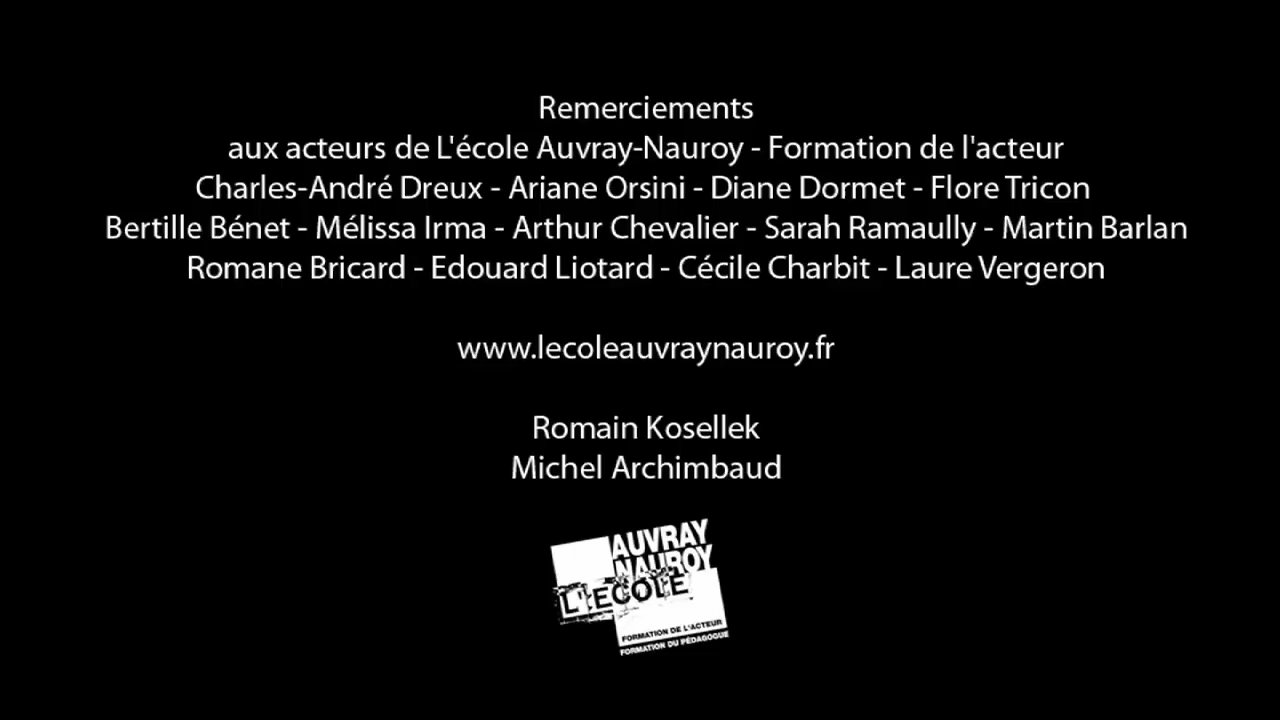 Remerciements
aux acteurs de L'école Auvray-Nauroy - Formation de l'acteur
Charles-André Dreux - Ariane Orsini - Diane Dormet - Flore Tricon
Bertille Bénet - Mélissa Irma - Arthur Chevalier - Sarah Ramaully - Martin Barlan
Romane Bricard - Edouard Liotard - Cécile Charbit - Laure Vergeron
www.lecoleauvraynauroy.fr
Romain Kosellek
Michel Archimbaud
AUVRAY
NAUROY
L'ECOLE
FORMATION DE L'ACTEUR
FORMATION DU PÉDAGOGUE